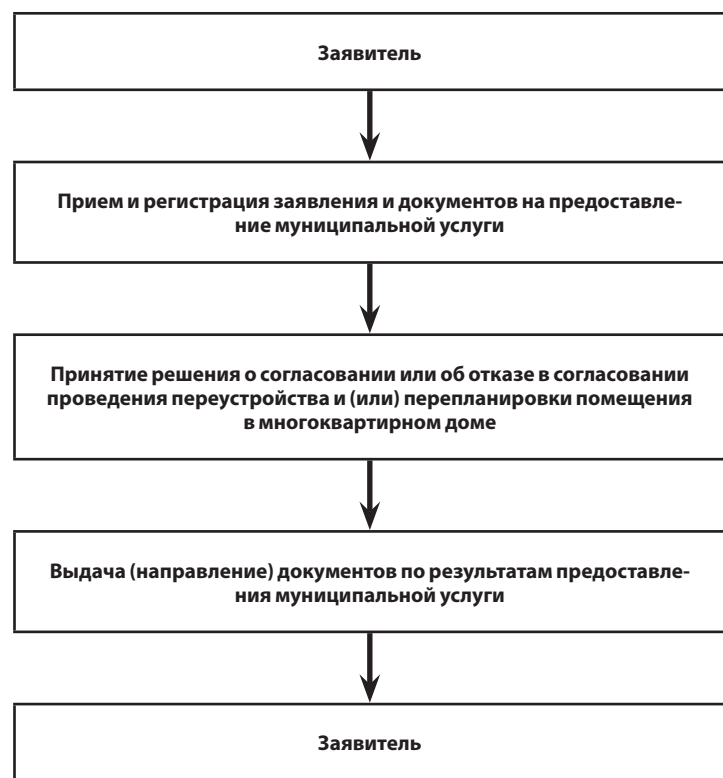 Заявитель
Прием и регистрация заявления и документов на предоставле-
ние муниципальной услуги
Принятие решения о согласовании или об отказе в согласовании
проведения переустройства и (или) перепланировки помещения
в многоквартирном доме
Выдача (направление) документов по результатам предоставле-
ния муниципальной услуги
Заявитель